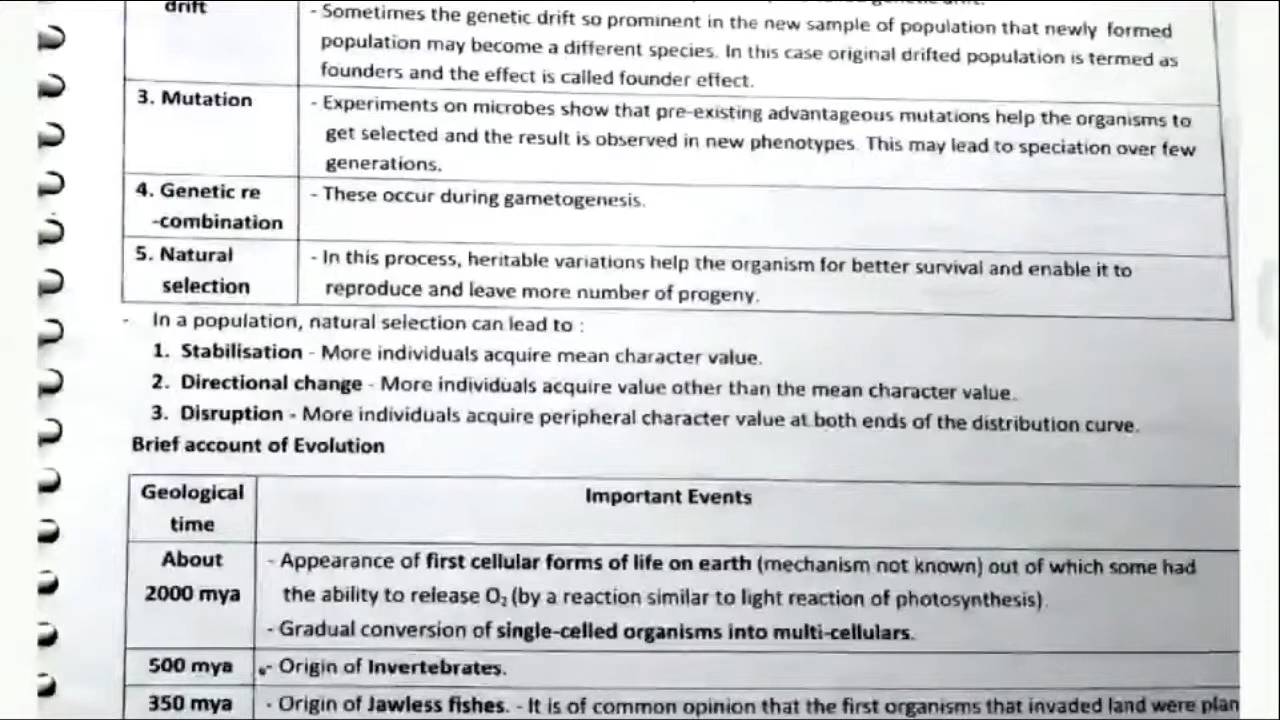 drift
- Sometimes the genetic drift so prominent in the new sample of population that newly formed
population may become a different species. In this case original drifted population is termed as
founders and the effect is called founder effect.
3. Mutation
- Experiments on microbes show that pre-existing advantageous mutations help the organisms to
get selected and the result is observed in new phenotypes. This may lead to speciation over few
generations.
4. Genetic re
-combination
- These occur during gametogenesis.
5. Natural
selection
- In this process, heritable variations help the organism for better survival and enable it to
reproduce and leave more number of progeny.
- In a population, natural selection can lead to :
1. Stabilisation - More individuals acquire mean character value.
2. Directional change - More individuals acquire value other than the mean character value.
3. Disruption - More individuals acquire peripheral character value at both ends of the distribution curve.
Brief account of Evolution
Geological
time
Important Events
About
2000 mya
- Appearance of first cellular forms of life on earth (mechanism not known) out of which some had
the ability to release O₂ (by a reaction similar to light reaction of photosynthesis)
- Gradual conversion of single-celled organisms into multi-cellulars.
500 mya
- Origin of Invertebrates.
350 mya
- Origin of Jawless fishes. - It is of common opinion that the first organisms that invaded land were plan